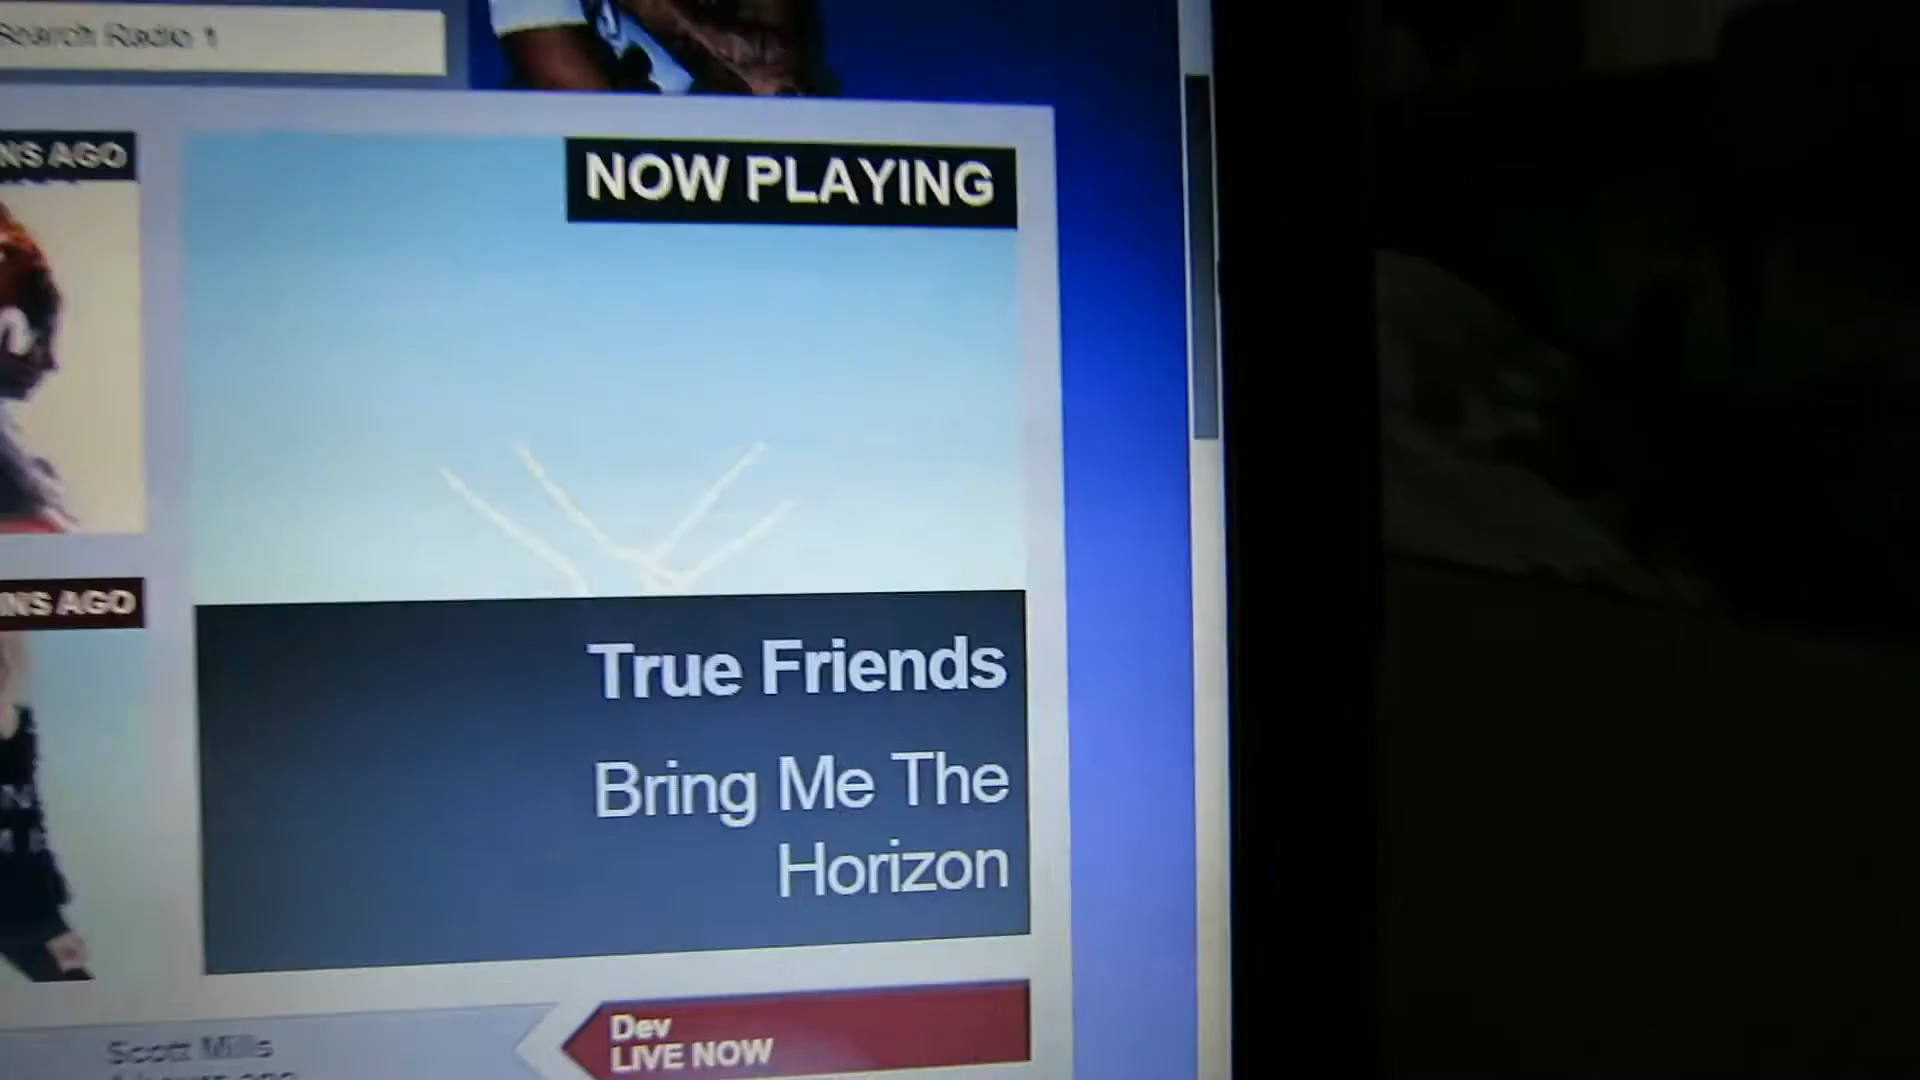 Search Radio 1
NS AGO
NOW PLAYING
NS AGO
True Friends
Bring Me The
Horizon
Dev
LIVE NOW
Scott Mills